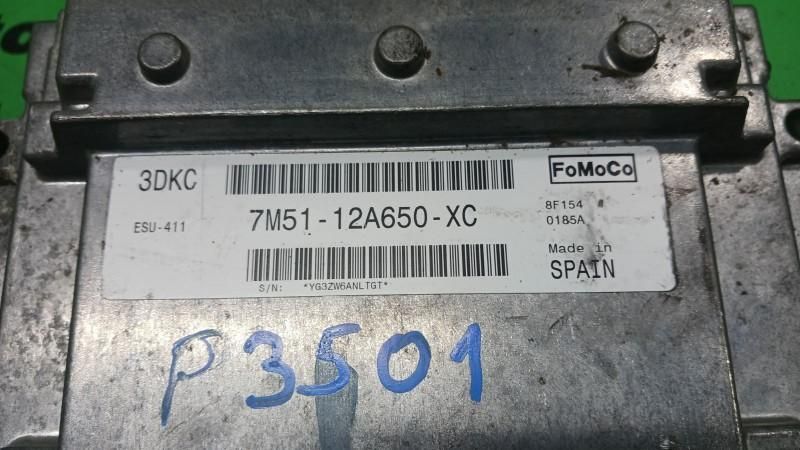 3DKC
FoMoCo
ESU-411
7M51-12A650-XC
8F154
0185A
Made in
SPAIN
S/N: *YG3ZW6ANLTGT*
P3501